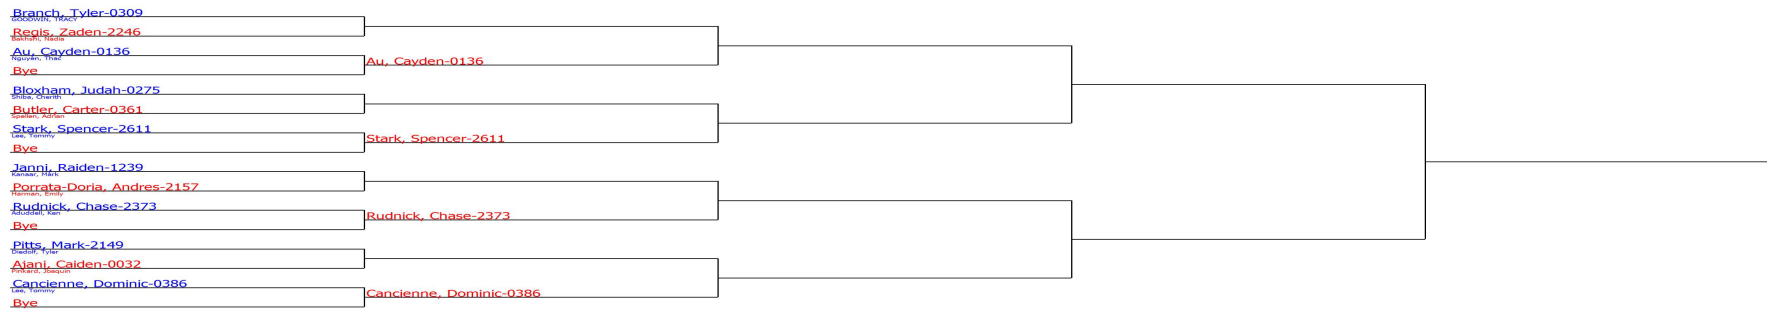 Branch, Tyler-0309
GOODWIN, TRACY
Regis, Zaden-2246
Bakhshi, Nadia
Au, Cayden-0136
Nguyen, Thac
Au, Cayden-0136
Bye
Bloxham, Judah-0275
Shiba, Cherith
Butler, Carter-0361
Spellen, Adrian
Stark, Spencer-2611
Lee, Tommy
Stark, Spencer-2611
Bye
Janni, Raiden-1239
Kanaar, Mark
Porrata-Doria, Andres-2157
Harman, Emily
Rudnick, Chase-2373
Aduddell, Ken
Rudnick, Chase-2373
Bye
Pitts, Mark-2149
Diedolf, Tyler
Ajani, Caiden-0032
Pinkard, Joaquin
Cancienne, Dominic-0386
Lee, Tommy
Cancienne, Dominic-0386
Bye